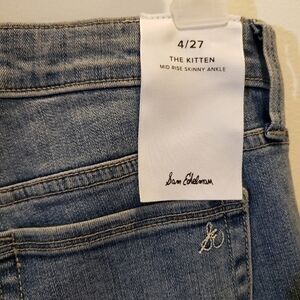 4/27
THE KITTEN
MID RISE SKINNY ANKLE
Sam Edelman